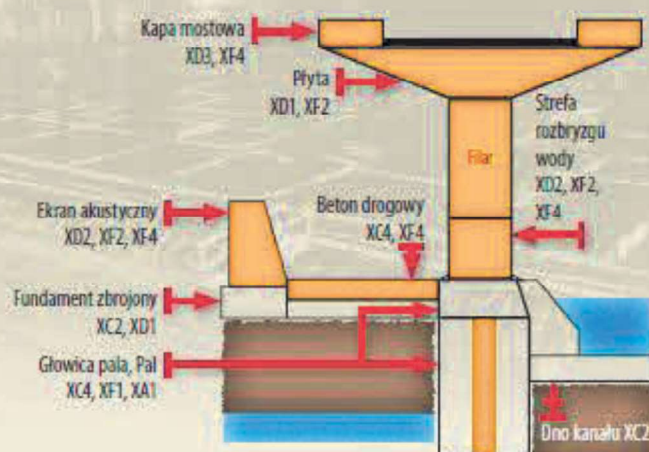 Kapa mostowa
XD3, XF4
Płyta
XD1, XF2
Strefa
rozbryzgu
wody
XD2, XF2,
XF4
Filar
Ekran akustyczny
XD2, XF2, XF4
Beton drogowy
XC4, XF4
Fundament zbrojony
XC2, XD1
Głowica pala, Pal
XC4, XF1, XA1
Dno kanału XC2